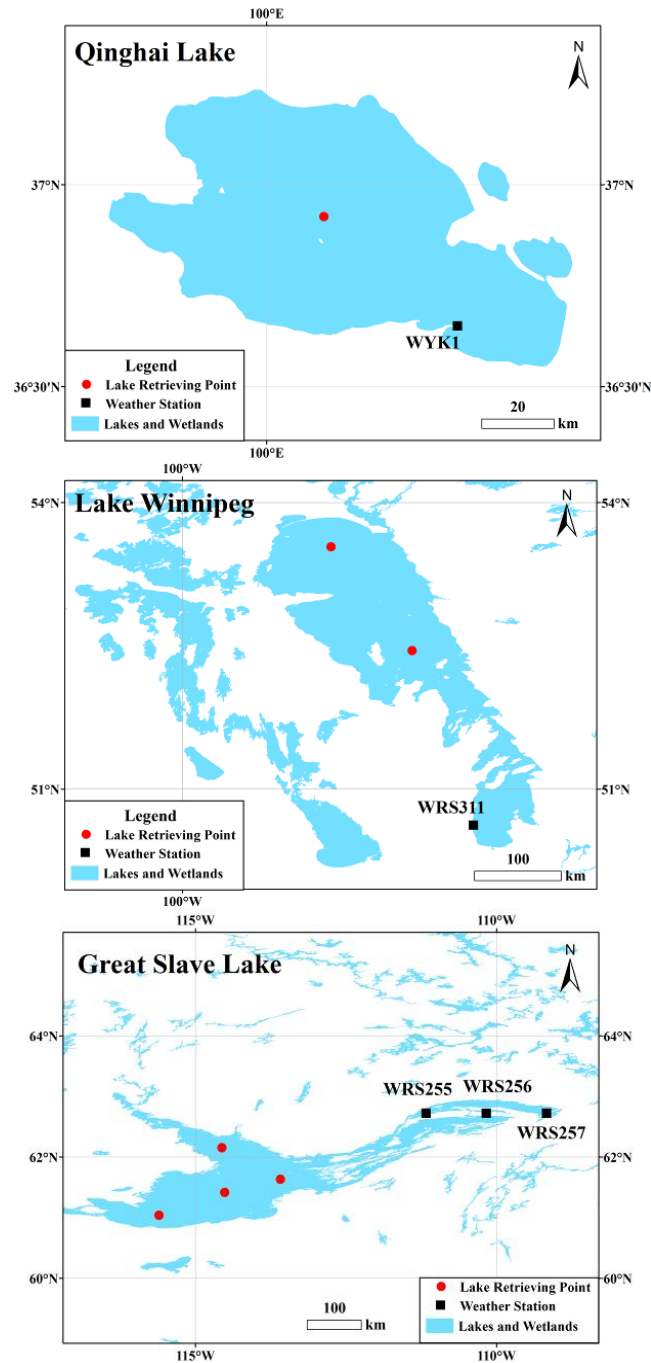 100°E
Qinghai Lake
N
37°N
37°N
WYK1
Legend
Lake Retrieving Point
Weather Station
Lakes and Wetlands
36°30'N
36°30'N
20
km
100°E
100°W
54°N
54°N
Lake Winnipeg
N
51°N
51°N
WRS311
Legend
Lake Retrieving Point
Weather Station
Lakes and Wetlands
100
km
100°W
115°W
110°W
Great Slave Lake
N
64°N
64°N
WRS255
WRS256
WRS257
62°N
62°N
60°N
60°N
Lake Retrieving Point
Weather Station
Lakes and Wetlands
100
km
115°W
110°W